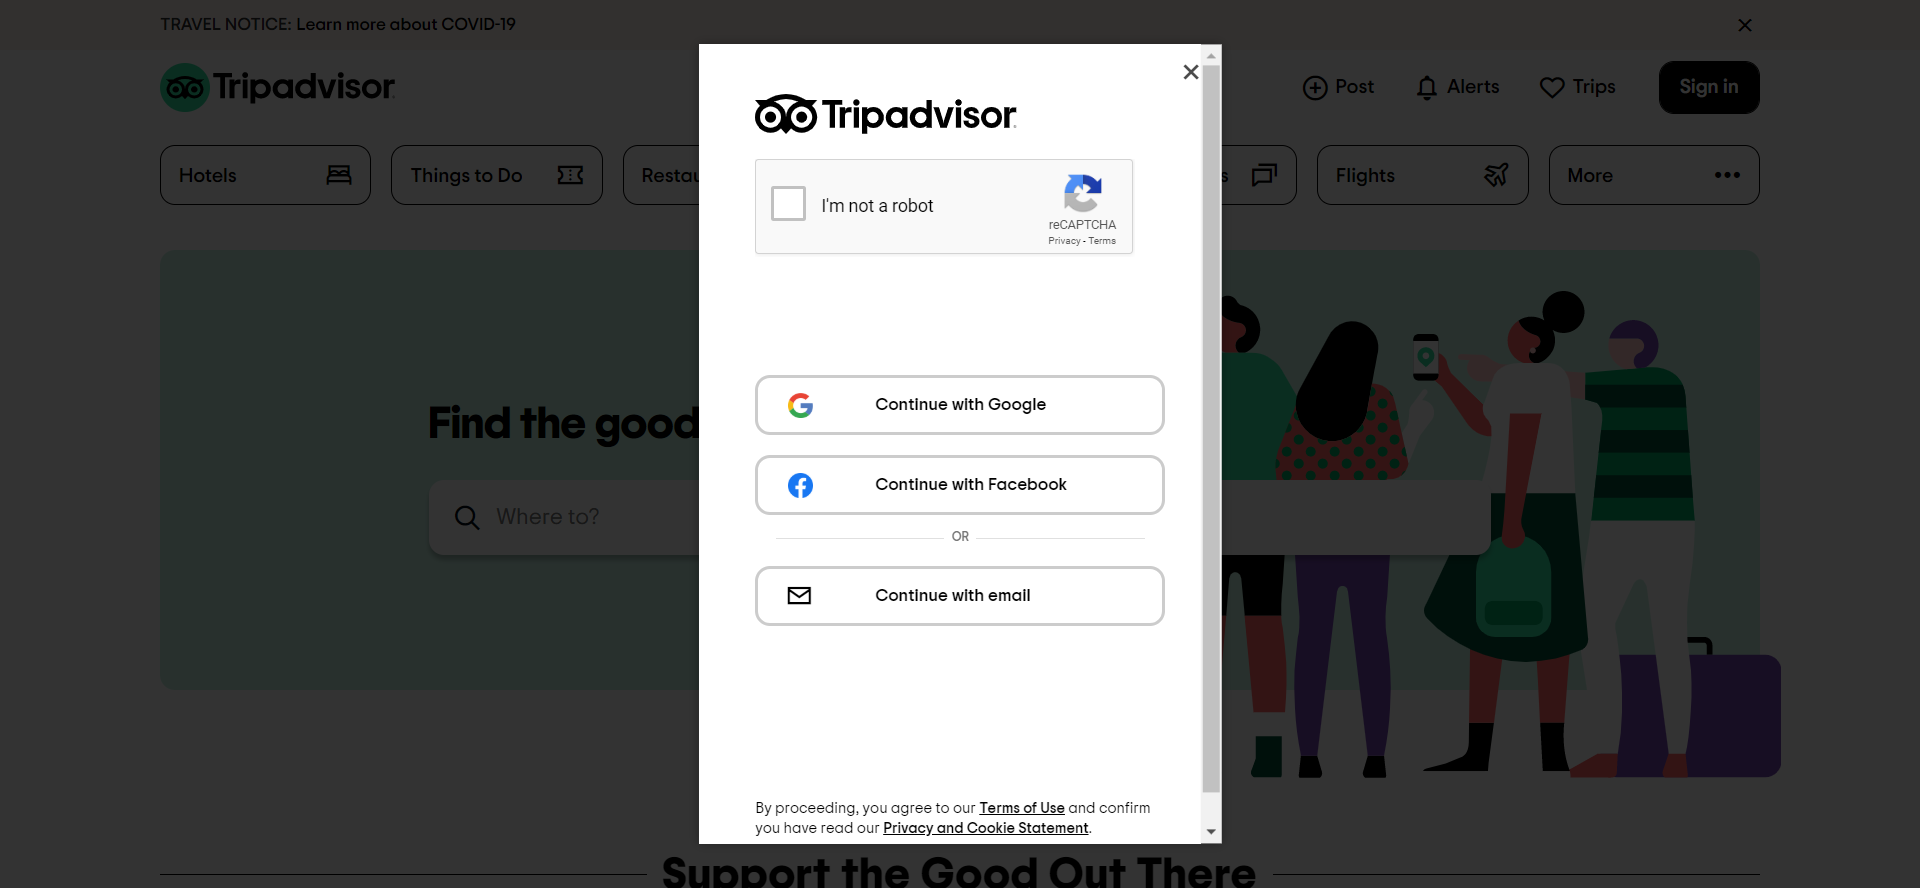 TRAVEL NOTICE: Learn more about COVID-19
Tripadvisor
Post
Alerts
Trips
Sign in
Hotels
Things to Do
Restau
s
Flights
More
Tripadvisor
I'm not a robot
reCAPTCHA
Privacy - Terms
Find the good
Where to?
Continue with Google
Continue with Facebook
OR
Continue with email
By proceeding, you agree to our Terms of Use and confirm
you have read our Privacy and Cookie Statement.
Support the Good Out There